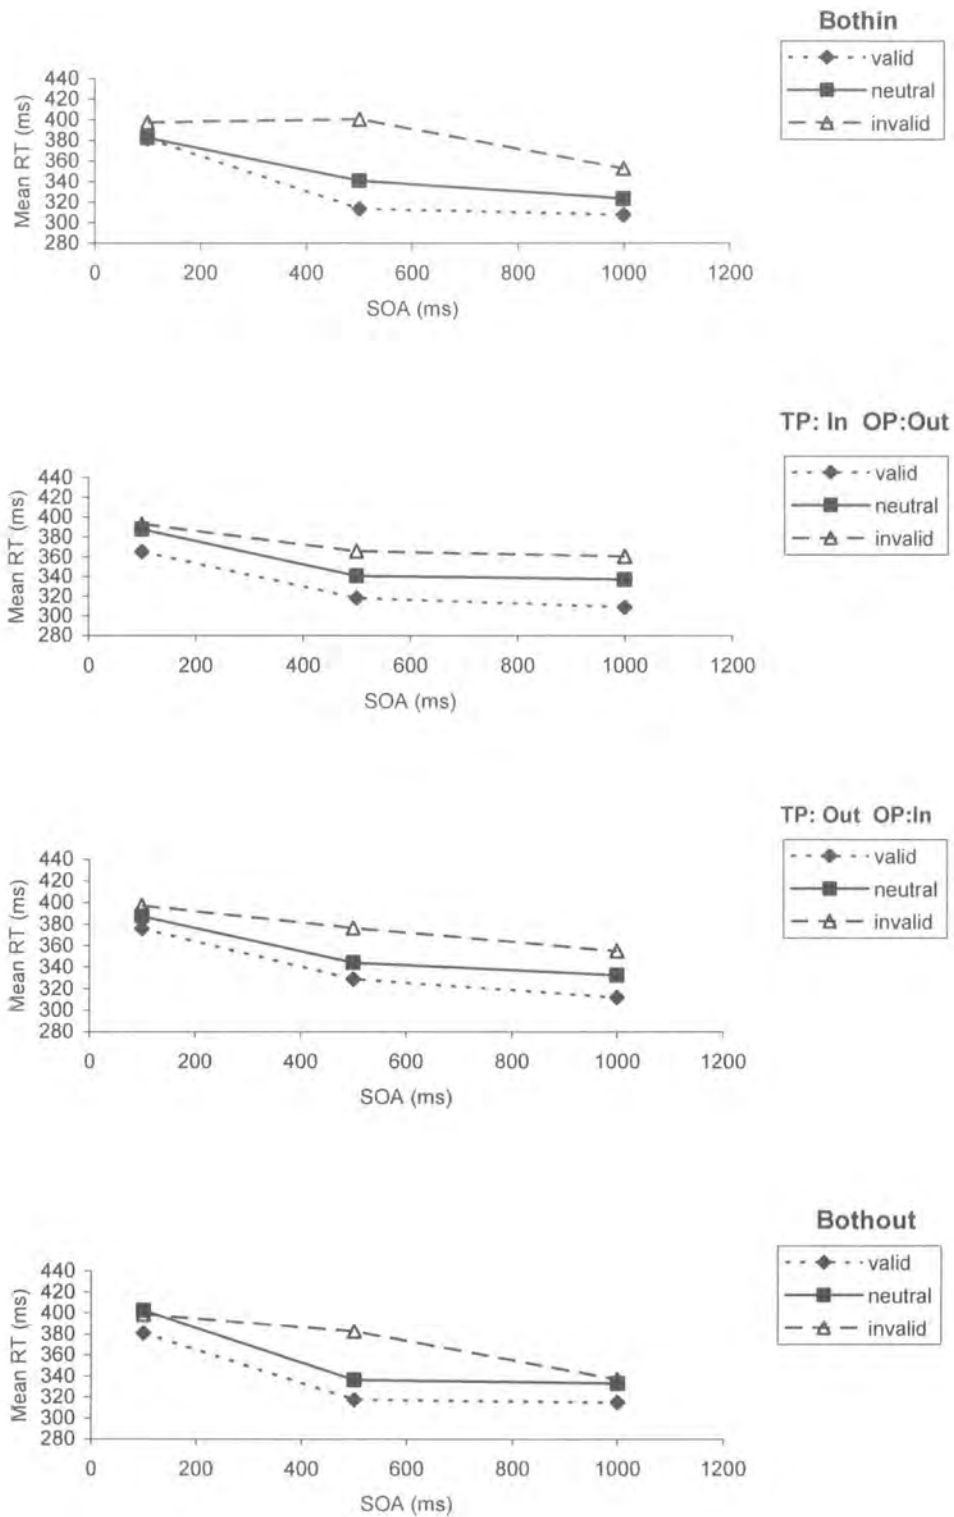 Bothin
valid
neutral
invalid
440
420
400
380
360
340
320
300
280
Mean RT (ms)
0 200 400 600 800 1000 1200
SOA (ms)
TP: In OP:Out
valid
neutral
invalid
440
420
400
380
360
340
320
300
280
Mean RT (ms)
0 200 400 600 800 1000 1200
SOA (ms)
TP: Out OP:In
valid
neutral
invalid
440
420
400
380
360
340
320
300
280
Mean RT (ms)
0 200 400 600 800 1000 1200
SOA (ms)
Bothout
valid
neutral
invalid
440
420
400
380
360
340
320
300
280
Mean RT (ms)
0 200 400 600 800 1000 1200
SOA (ms)